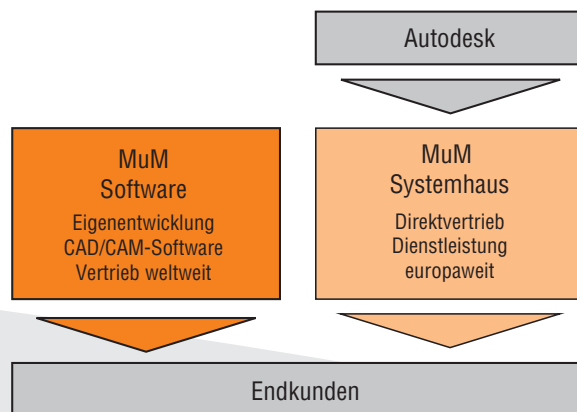 Autodesk
MuM
Software
Eigenentwicklung
CAD/CAM-Software
Vertrieb weltweit
MuM
Systemhaus
Direktvertrieb
Dienstleistung
europaweit
Endkunden